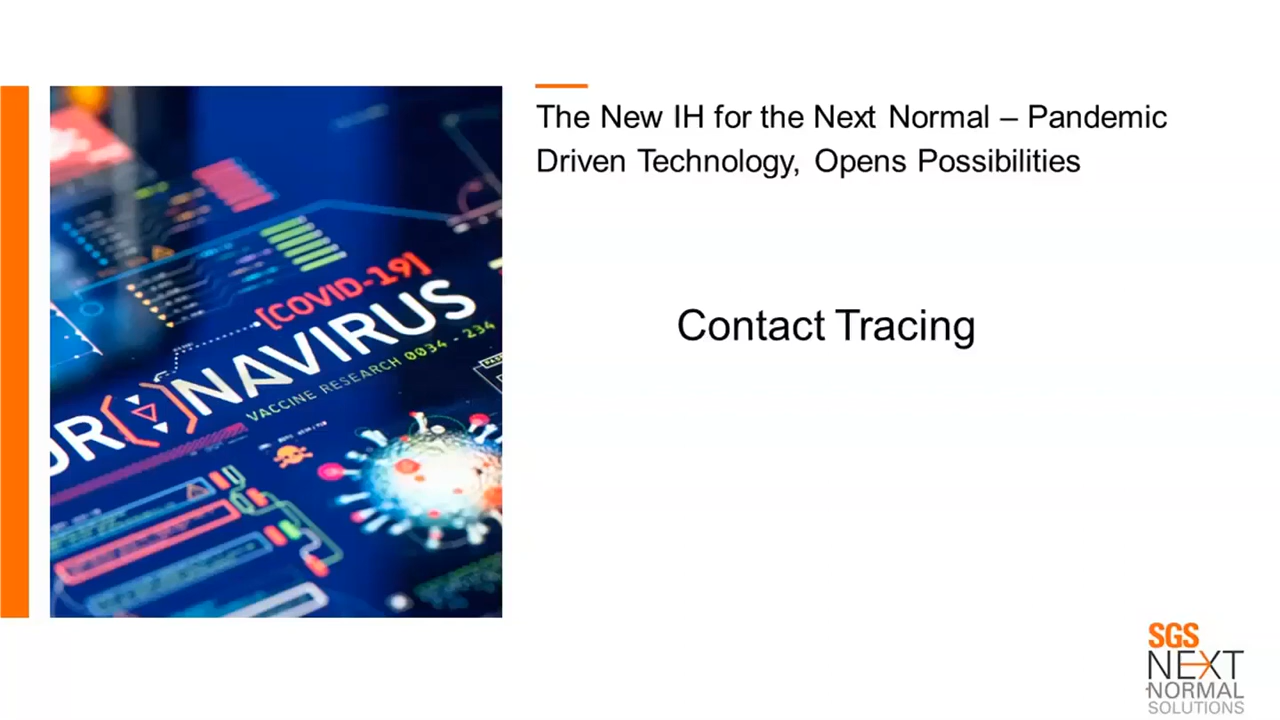 The New IH for the Next Normal – Pandemic
Driven Technology, Opens Possibilities
Contact Tracing
[COVID-19]
NAVIRUS
VACCINE RESEARCH 0034 - 234
SGS
NEXT
NORMAL
SOLUTIONS